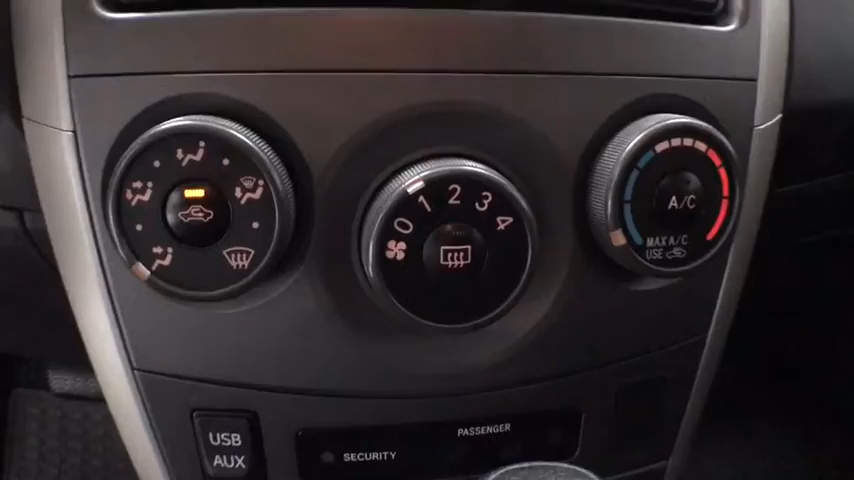 0 1 2 3 4
A/C
MAX A/C
USE
USB
AUX
PASSENGER
SECURITY